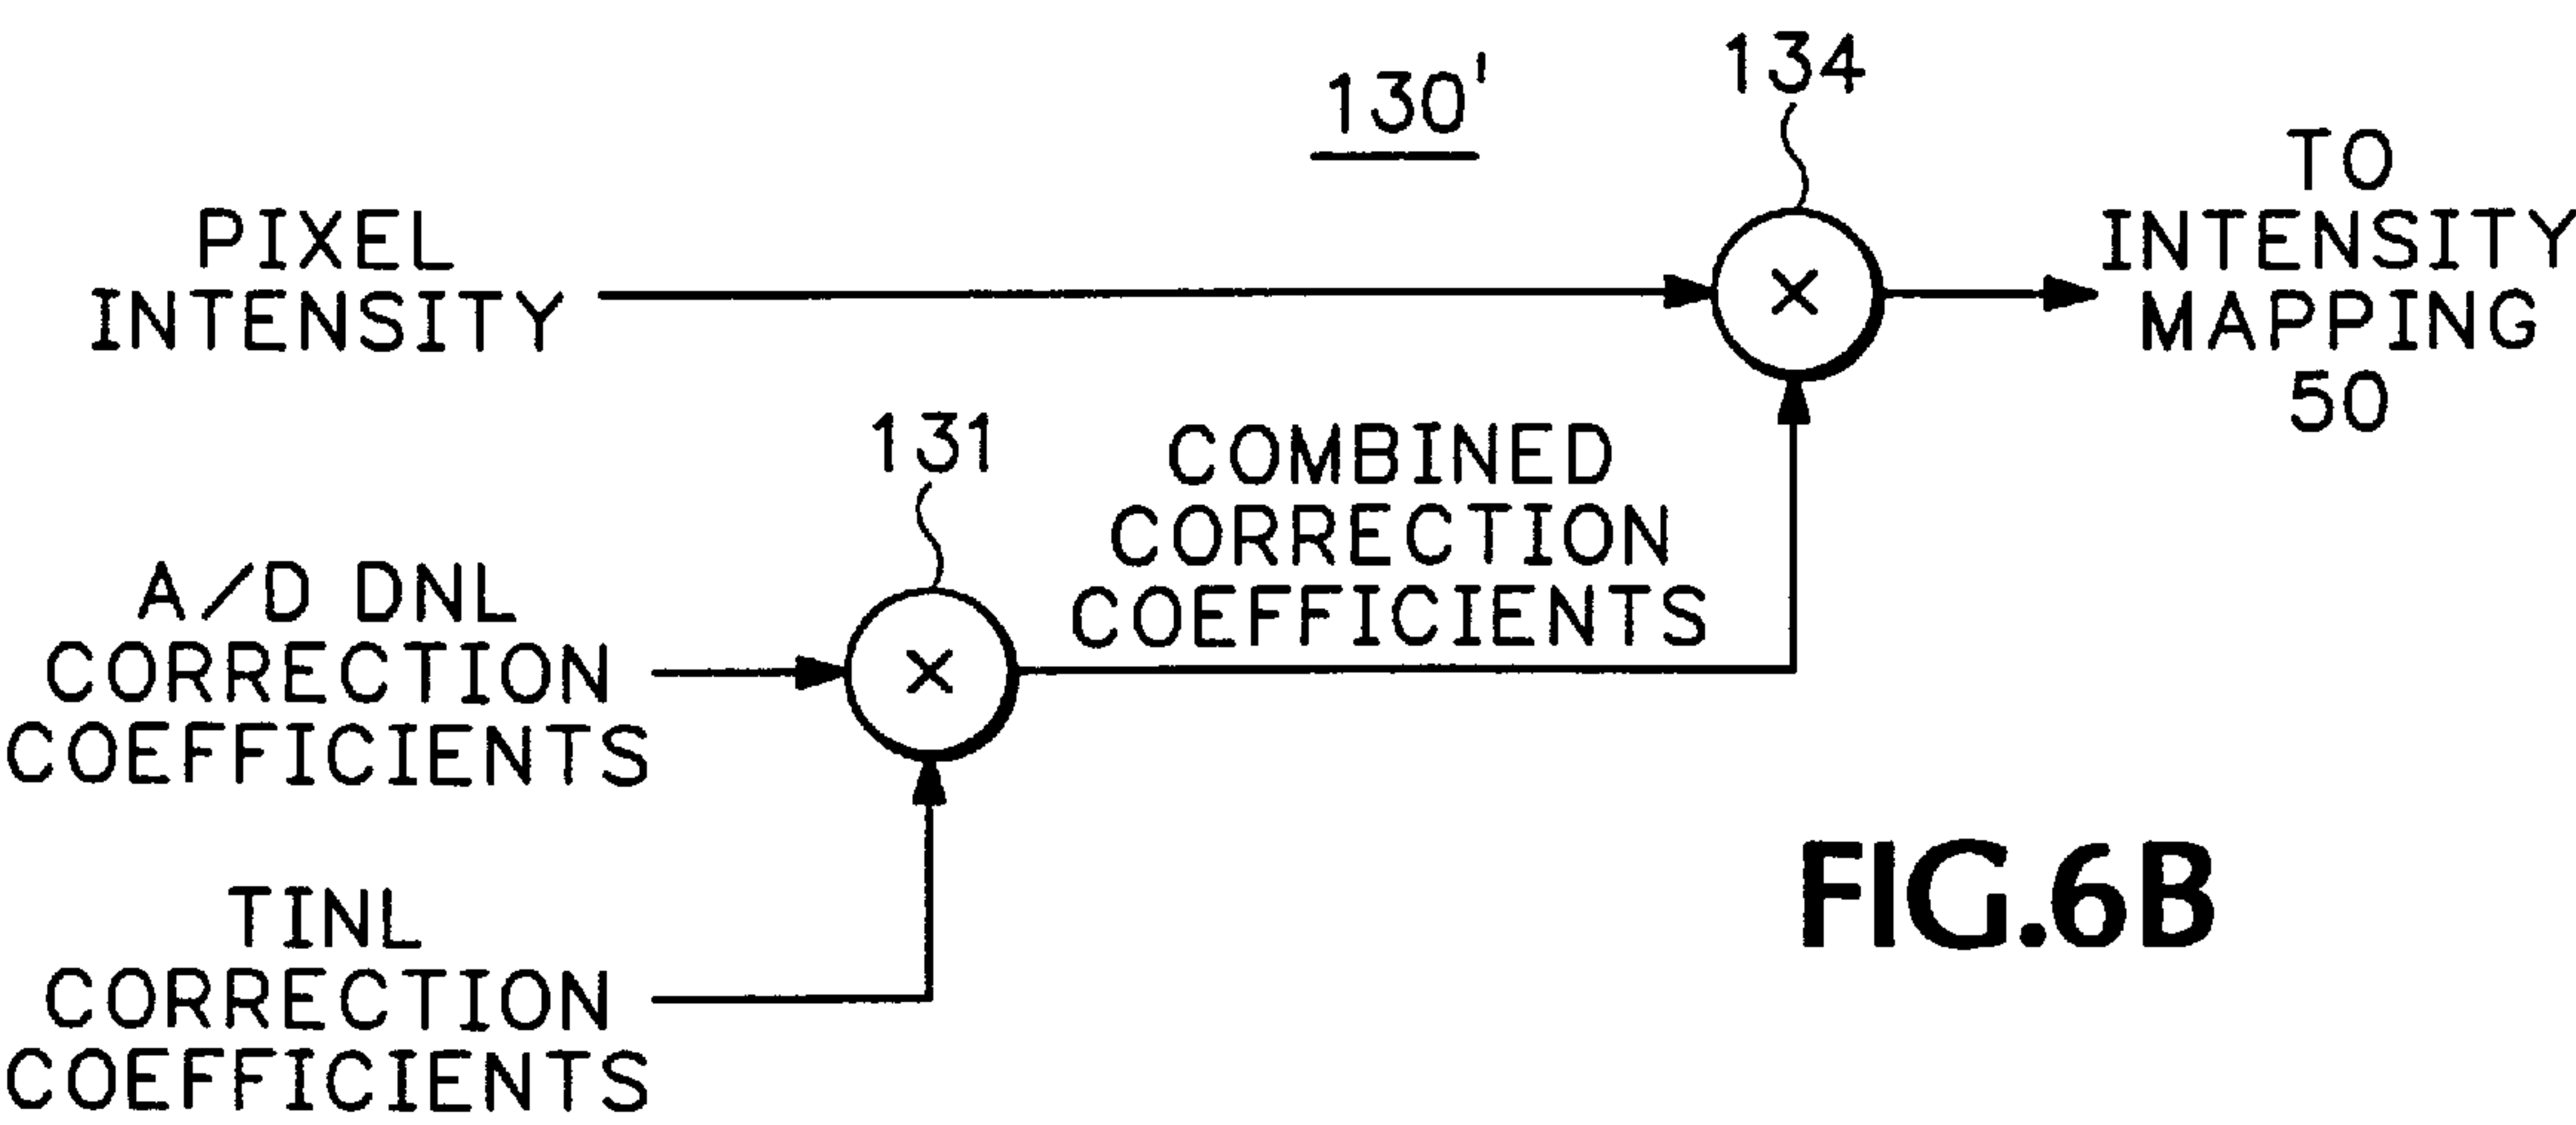 130'
134
PIXEL
INTENSITY
TO
INTENSITY
MAPPING
50
131
COMBINED
CORRECTION
COEFFICIENTS
A/D DNL
CORRECTION
COEFFICIENTS
TINL
CORRECTION
COEFFICIENTS
FIG.6B